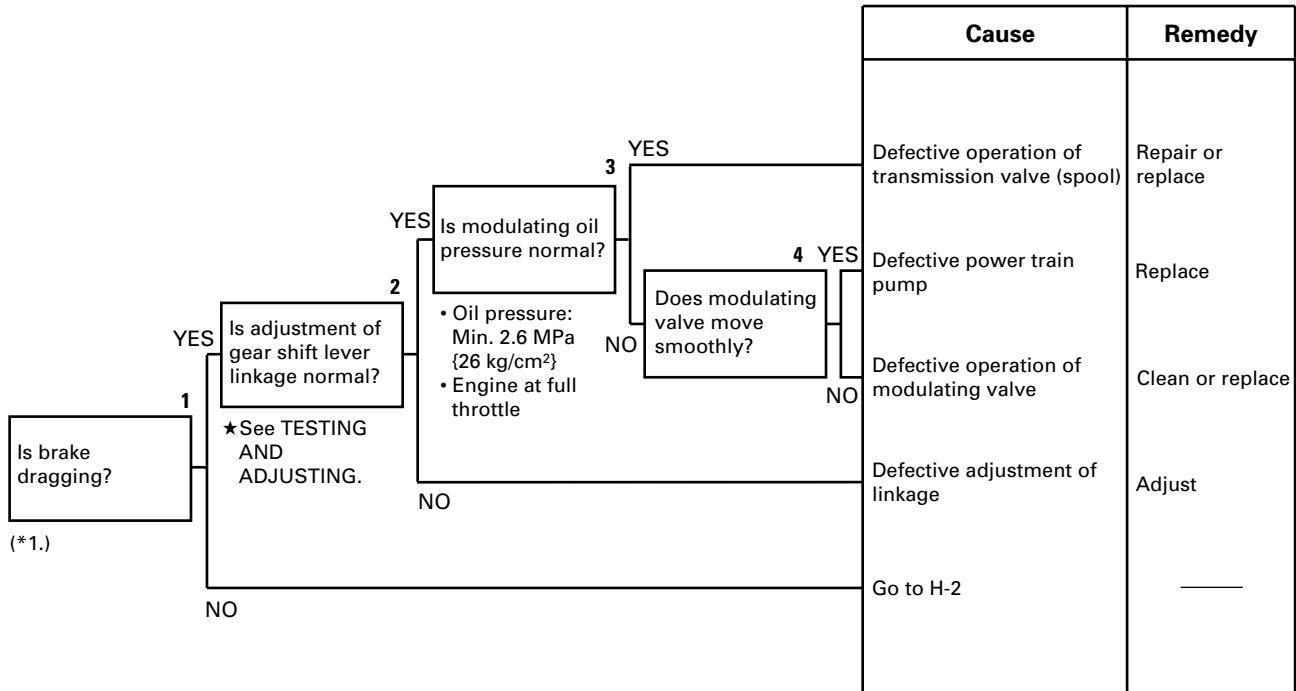 Cause
Remedy
YES
3
Defective operation of
transmission valve (spool)
Repair or
replace
YES
Is modulating oil
pressure normal?
2
4
YES
Defective power train
pump
Replace
• Oil pressure:
Min. 2.6 MPa
{26 kg/cm²}
• Engine at full
throttle
NO
Does modulating
valve move
smoothly?
YES
Is adjustment of
gear shift lever
linkage normal?
NO
Defective operation of
modulating valve
Clean or replace
1
★See TESTING
AND
ADJUSTING.
Is brake
dragging?
(*1.)
NO
Defective adjustment of
linkage
Adjust
NO
Go to H-2